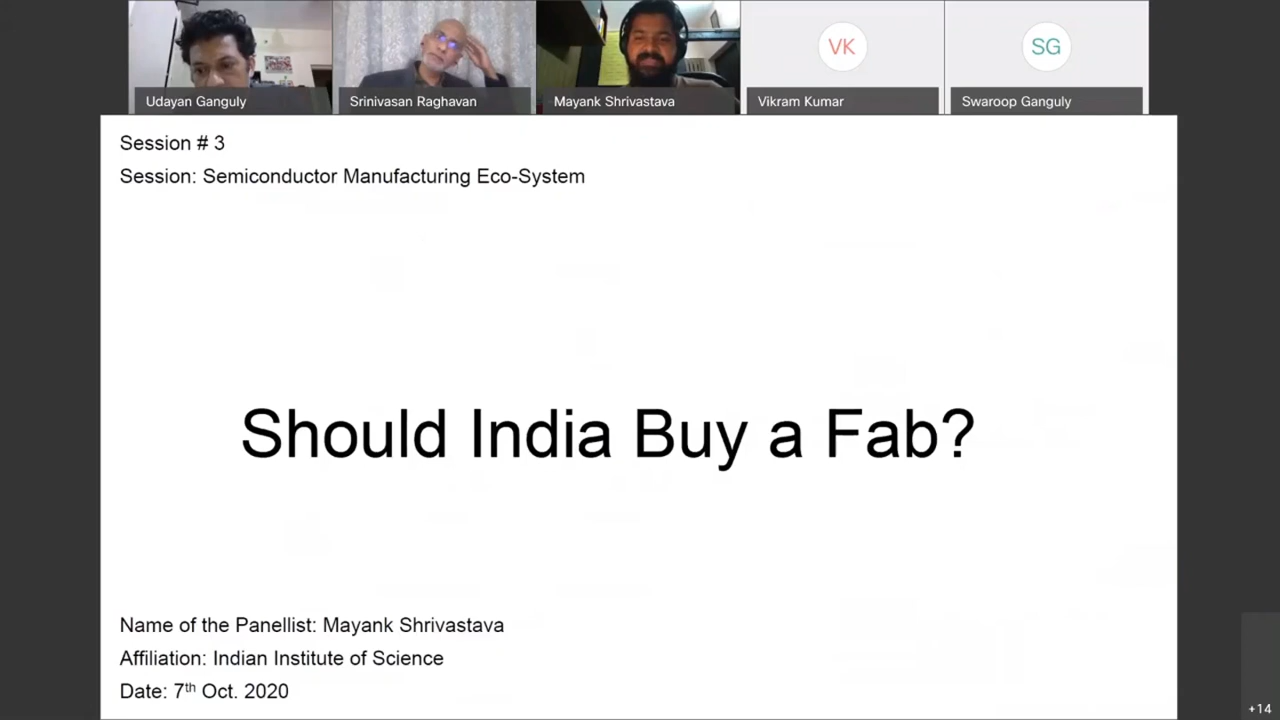 Udayan Ganguly
Srinivasan Raghavan
Mayank Shrivastava
VK
Vikram Kumar
SG
Swaroop Ganguly
Session # 3
Session: Semiconductor Manufacturing Eco-System
Should India Buy a Fab?
Name of the Panellist: Mayank Shrivastava
Affiliation: Indian Institute of Science
Date: 7th Oct. 2020
+14